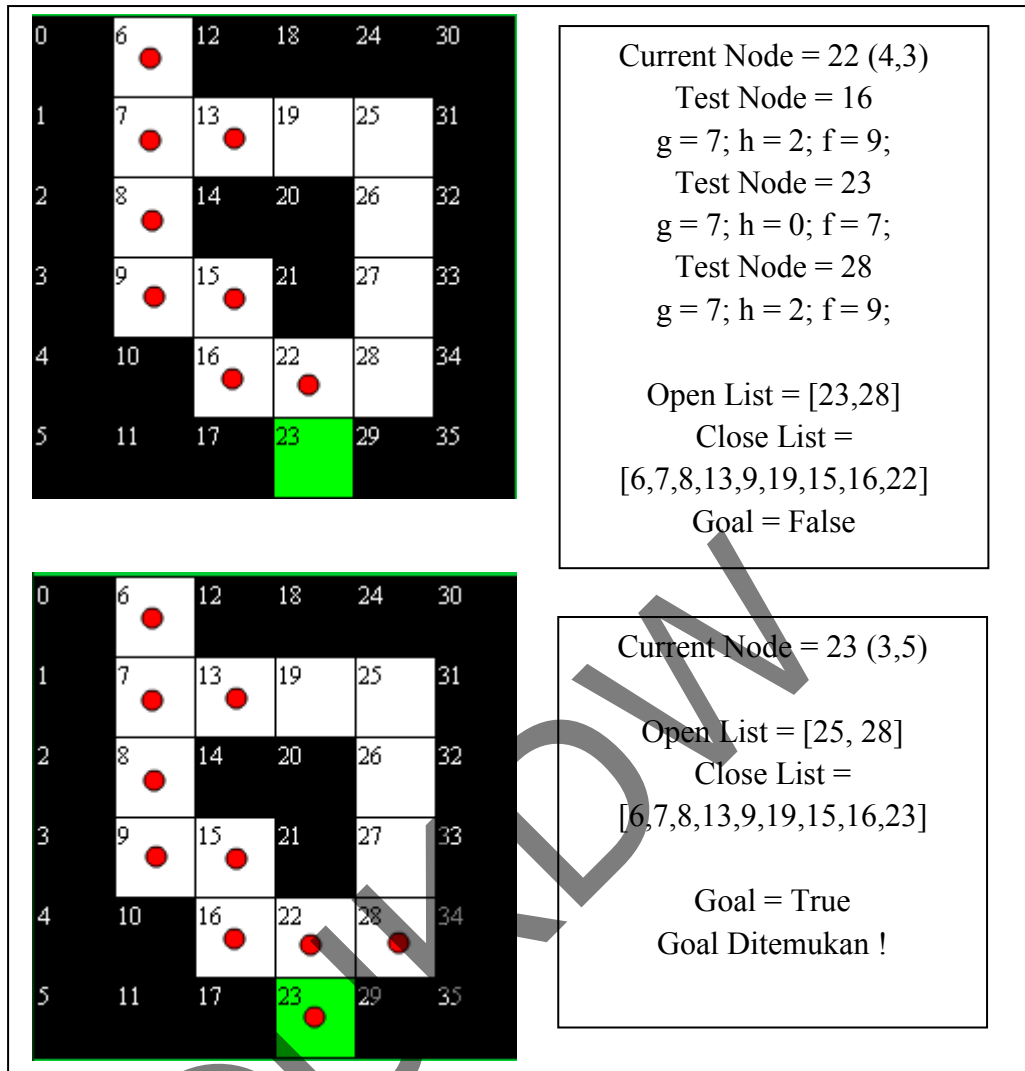 0 6 12 18 24 30
1 7 13 19 25 31
2 8 14 20 26 32
3 9 15 21 27 33
4 10 16 22 28 34
5 11 17 23 29 35
Current Node = 22 (4,3)
Test Node = 16
g = 7; h = 2; f = 9;
Test Node = 23
g = 7; h = 0; f = 7;
Test Node = 28
g = 7; h = 2; f = 9;
Open List = [23,28]
Close List =
[6,7,8,13,9,19,15,16,22]
Goal = False
0 6 12 18 24 30
1 7 13 19 25 31
2 8 14 20 26 32
3 9 15 21 27 33
4 10 16 22 28 34
5 11 17 23 29 35
Current Node = 23 (3,5)
Open List = [25, 28]
Close List =
[6,7,8,13,9,19,15,16,23]
Goal = True
Goal Ditemukan !
UKDW